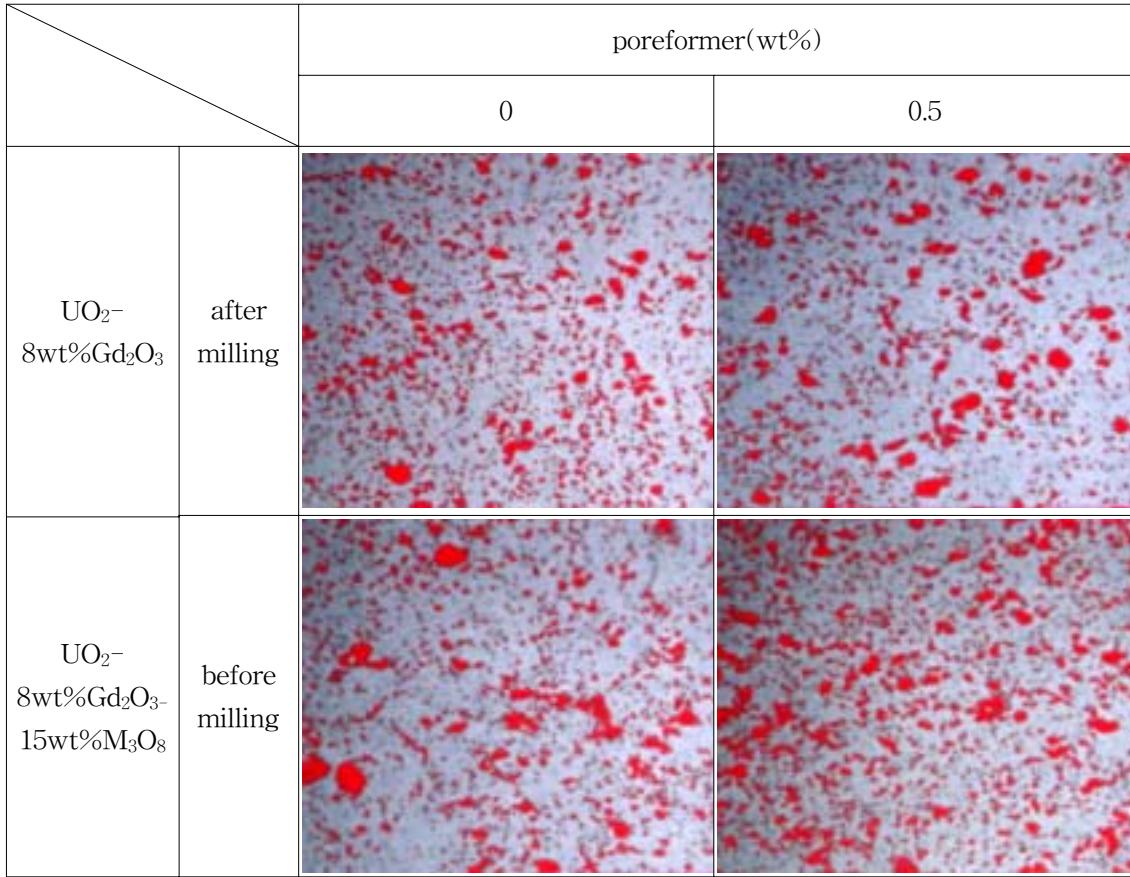 poreformer(wt%)
0
0.5
UO₂-
8wt%Gd₂O₃
after
milling
UO₂-
8wt%Gd₂O₃-
15wt%M₃O₈
before
milling